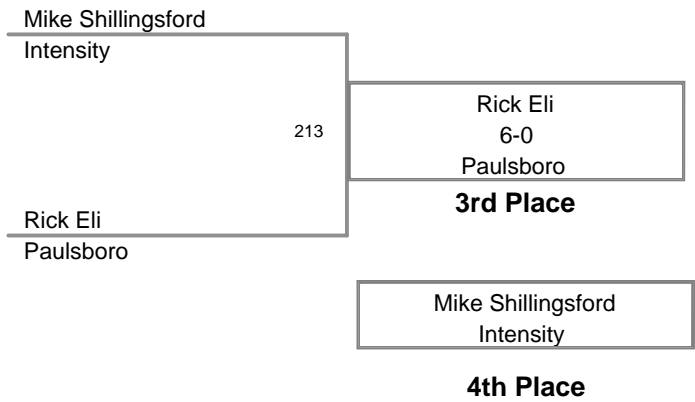 Mike Shillingsford
Intensity
213
Rick Eli
6-0
Paulsboro
3rd Place
Rick Eli
Paulsboro
Mike Shillingsford
Intensity
4th Place